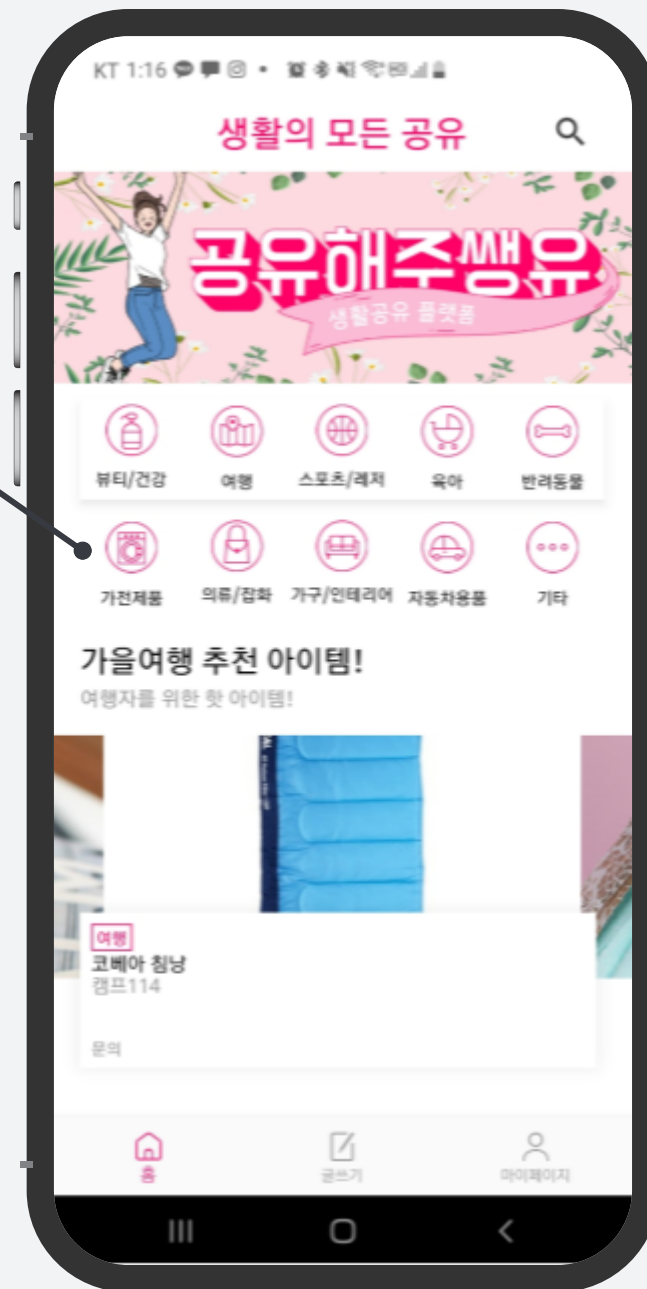 KT 1:16
생활의 모든 공유
공유해주쌩유
생활공유 플랫폼
뷰티/건강 여행 스포츠/레저 육아 반려동물
가전제품 의류/잡화 가구/인테리어 자동차용품 기타
가을여행 추천 아이템!
여행자를 위한 핫 아이템!
여행
코베아 침낭
캠프114
문의
홈 글쓰기 마이페이지